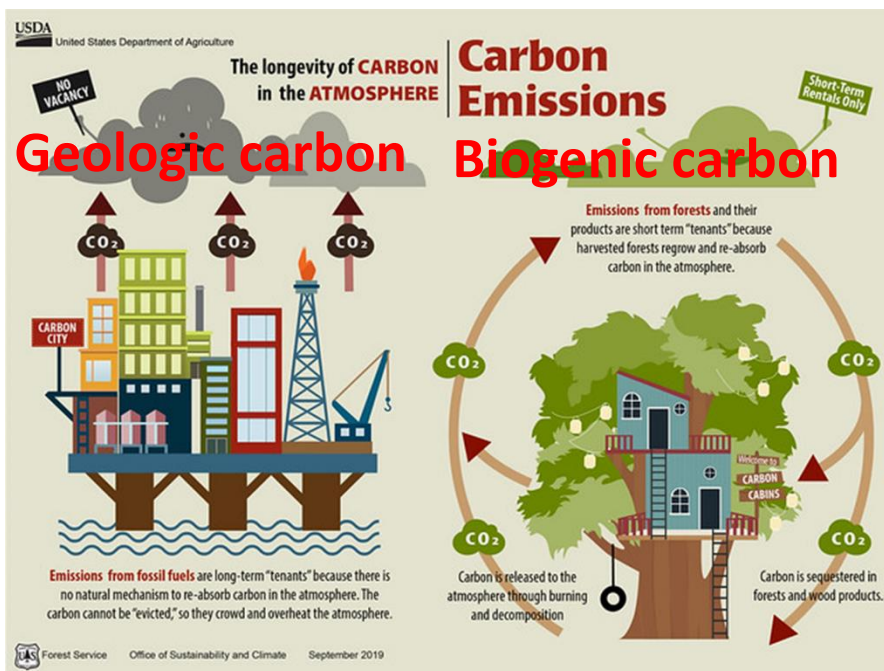 USDA
United States Department of Agriculture
The longevity of CARBON
in the ATMOSPHERE
Carbon
Emissions
NO
VACANCY
Short-Term
Rentals Only
Geologic carbon
Biogenic carbon
CO2
CO2
CO2
CARBON
CITY
Emissions from fossil fuels are long-term “tenants” because there is
no natural mechanism to re-absorb carbon in the atmosphere. The
carbon cannot be “evicted,” so they crowd and overheat the atmosphere.
Emissions from forests and their
products are short term “tenants” because
harvested forests regrow and re-absorb
carbon in the atmosphere.
CO2
CO2
Welcome to
CARBON
CABINS
CO2
CO2
Carbon is released to the
atmosphere through burning
and decomposition
Carbon is sequestered in
forests and wood products.
UAS
Forest Service
Office of Sustainability and Climate
September 2019